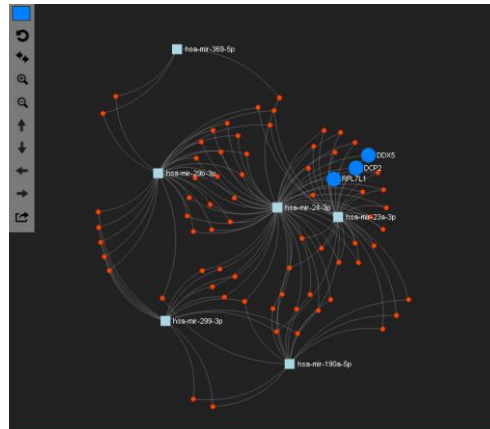 hsa-mir-369-5p
DDX5
DCP2
hsa-mir-29b-3p
RPL7L1
hsa-mir-24-3p
hsa-mir-23a-3p
hsa-mir-299-3p
hsa-mir-190a-5p